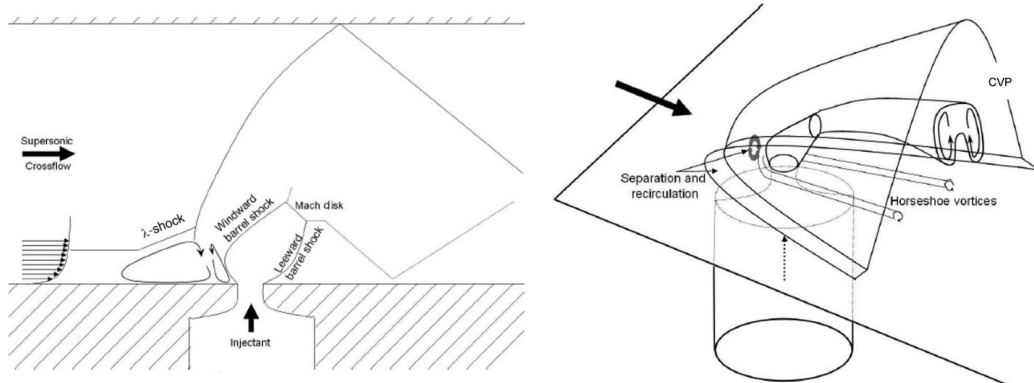 Supersonic
Crossflow
λ-shock
Windward
barrel shock
Mach disk
Leeward
barrel shock
Injectant
CVP
Separation and
recirculation
Horseshoe vortices